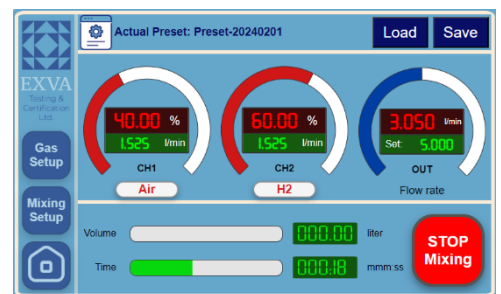 Actual Preset: Preset-20240201
Load
Save
EXVA
Testing &
Certification
Ltd.
Gas
Setup
Mixing
Setup
40.00 %
1.525 l/min
CH1
Air
60.00 %
1.525 l/min
CH2
H2
3.050 l/min
Set: 5.000
OUT
Flow rate
Volume 000.00 liter
Time 000:18 mmm:ss
STOP
Mixing